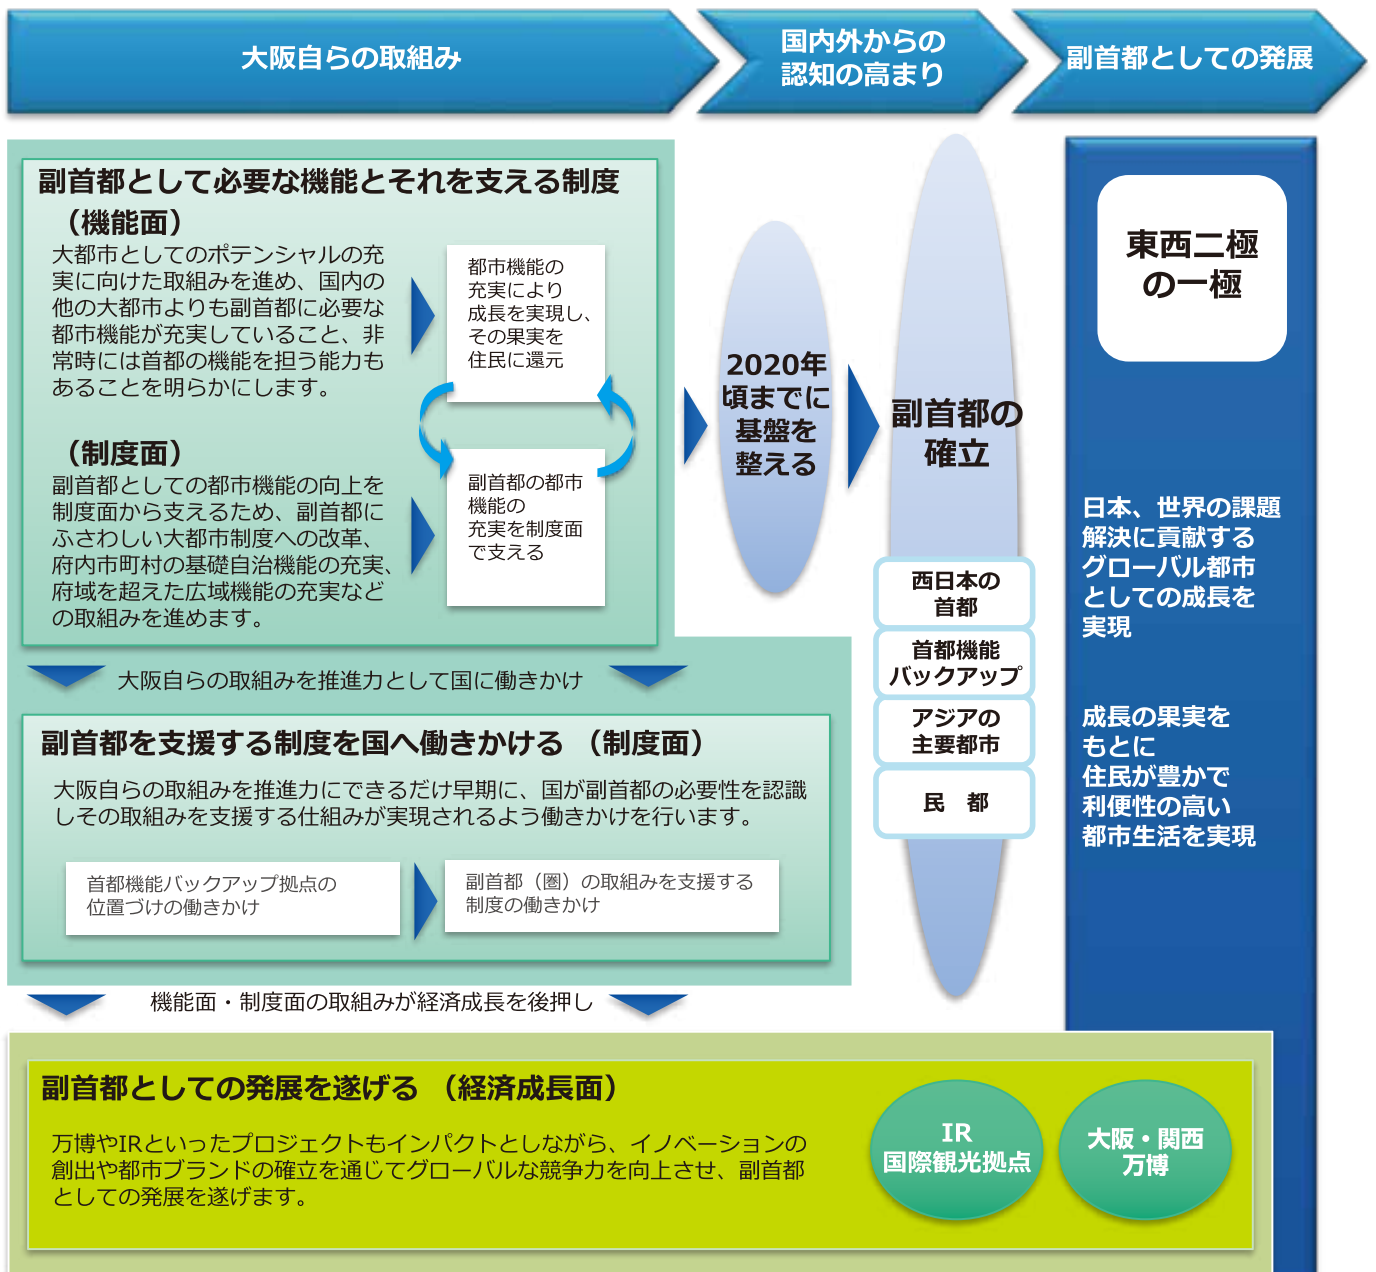 大阪自らの取組み
国内外からの
認知の高まり
副首都としての発展
副首都として必要な機能とそれを支える制度
（機能面）
大都市としてのポテンシャルの充
実に向けた取組みを進め、国内の
他の大都市よりも副首都に必要な
都市機能が充実していること、非
常時には首都の機能を担う能力も
あることを明らかにします。
都市機能の
充実により
成長を実現し、
その果実を
住民に還元
（制度面）
副首都としての都市機能の向上を
制度面から支えるため、副首都に
ふさわしい大都市制度への改革、
府内市町村の基礎自治機能の充実、
府域を超えた広域機能の充実など
の取組みを進めます。
副首都の都市
機能の
充実を制度面
で支える
大阪自らの取組みを推進力として国に働きかけ
副首都を支援する制度を国へ働きかける （制度面）
大阪自らの取組みを推進力にできるだけ早期に、国が副首都の必要性を認識
しその取組みを支援する仕組みが実現されるよう働きかけを行います。
首都機能バックアップ拠点の
位置づけの働きかけ
副首都（圏）の取組みを支援する
制度の働きかけ
機能面・制度面の取組みが経済成長を後押し
2020年
頃までに
基盤を
整える
副首都の
確立
西日本の
首都
首都機能
バックアップ
アジアの
主要都市
民 都
東西二極
の一極
日本、世界の課題
解決に貢献する
グローバル都市
としての成長を
実現
成長の果実を
もとに
住民が豊かで
利便性の高い
都市生活を実現
副首都としての発展を遂げる （経済成長面）
万博やIRといったプロジェクトもインパクトとしながら、イノベーションの
創出や都市ブランドの確立を通じてグローバルな競争力を向上させ、副首都
としての発展を遂げます。
IR
国際観光拠点
大阪・関西
万博